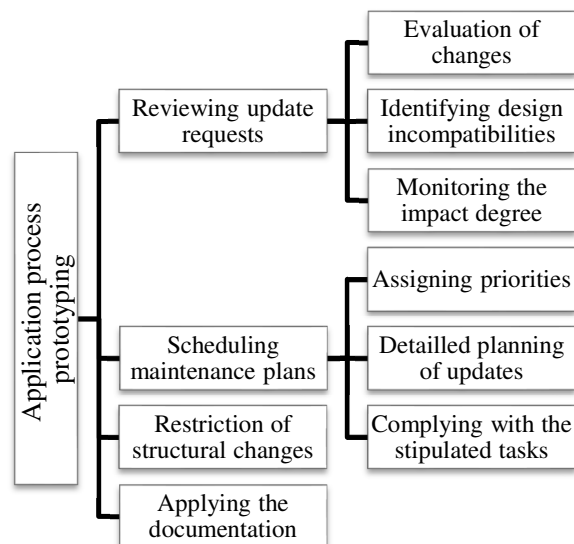 Application process
prototyping
Reviewing update
requests
Evaluation of
changes
Identifying design
incompatibilities
Monitoring the
impact degree
Scheduling
maintenance plans
Assigning priorities
Detailled planning
of updates
Complying with the
stipulated tasks
Restriction of
structural changes
Applying the
documentation